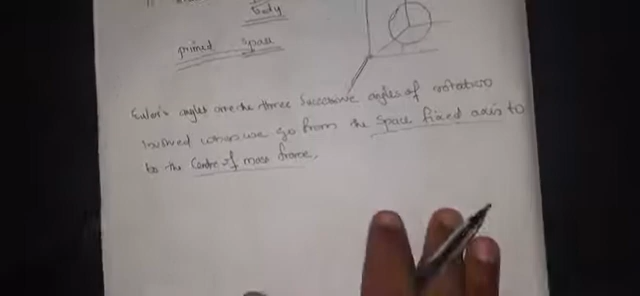 Body
primed space
Euler's angles are the three Successive angles of rotation
involved when we go from the space fixed axis to
to the Centre of mass frame.